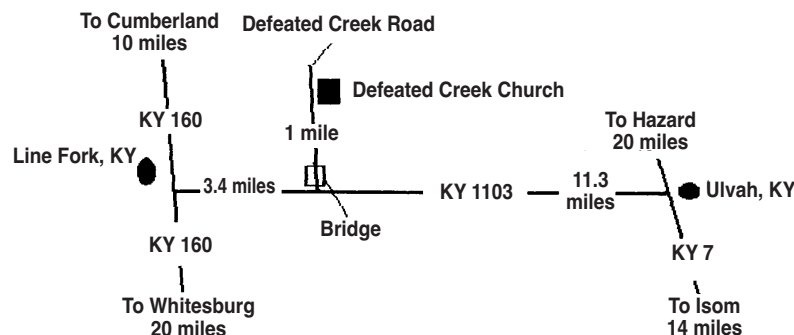 To Cumberland
10 miles
Defeated Creek Road
Defeated Creek Church
KY 160
1 mile
To Hazard
20 miles
Line Fork, KY
3.4 miles
KY 1103
11.3
miles
Ulvah, KY
Bridge
KY 160
KY 7
To Whitesburg
20 miles
To Isom
14 miles